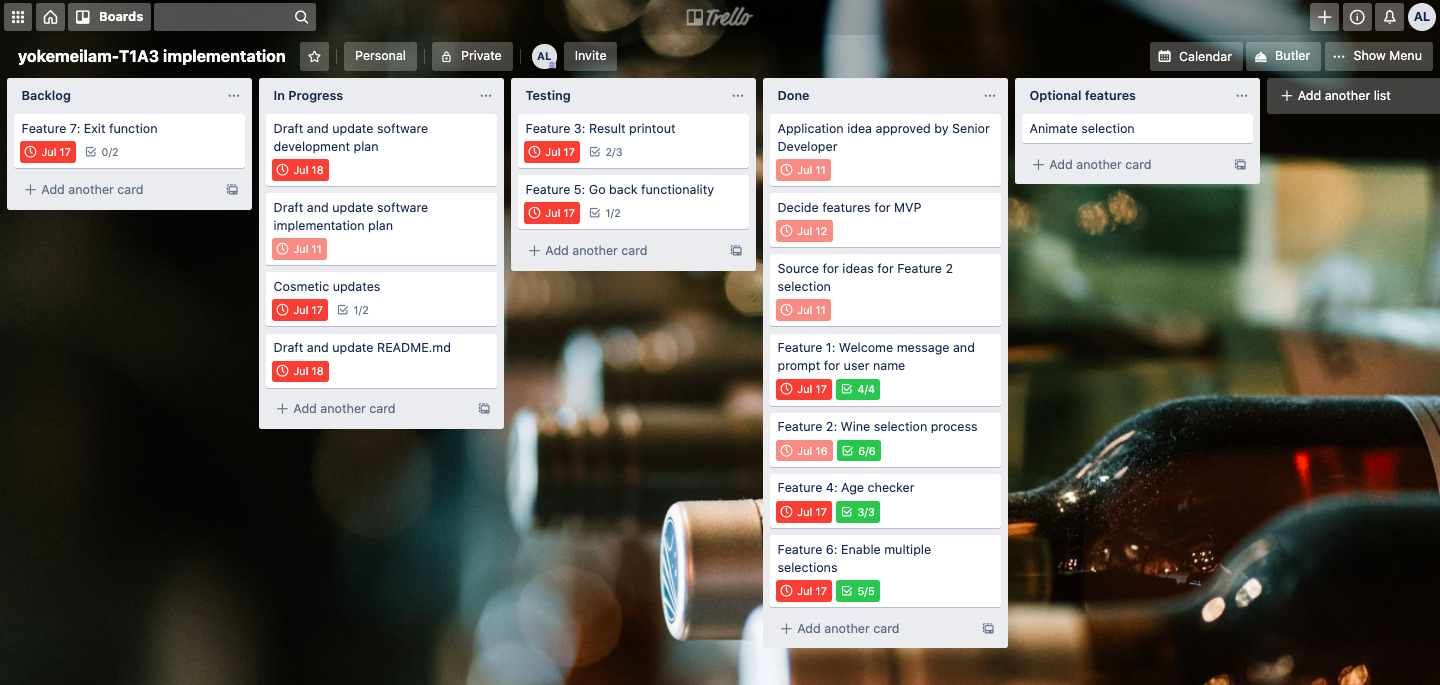 Boards
Trello
AL
yokemeilam-T1A3 implementation
Personal
Private
AL
Invite
Calendar
Butler
Show Menu
Backlog
Feature 7: Exit function
Jul 17
0/2
Add another card
In Progress
Draft and update software
development plan
Jul 18
Draft and update software
implementation plan
Jul 11
Cosmetic updates
Jul 17
1/2
Draft and update README.md
Jul 18
Add another card
Testing
Feature 3: Result printout
Jul 17
2/3
Feature 5: Go back functionality
Jul 17
1/2
Add another card
Done
Application idea approved by Senior
Developer
Jul 11
Decide features for MVP
Jul 12
Source for ideas for Feature 2
selection
Jul 11
Feature 1: Welcome message and
prompt for user name
Jul 17
4/4
Feature 2: Wine selection process
Jul 16
6/6
Feature 4: Age checker
Jul 17
3/3
Feature 6: Enable multiple
selections
Jul 17
5/5
Add another card
Optional features
Animate selection
Add another card
Add another list